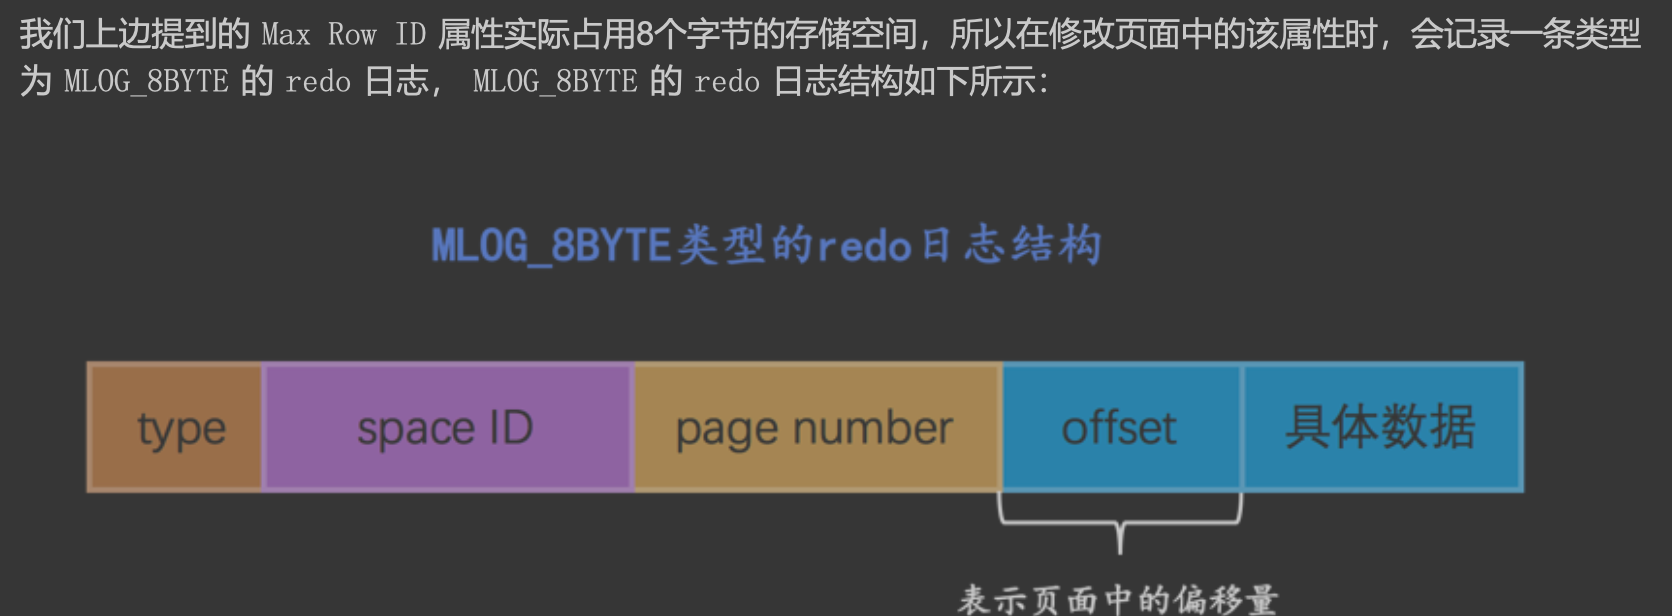 我们上边提到的 Max Row ID 属性实际占用8个字节的存储空间，所以在修改页面中的该属性时，会记录一条类型
为 MLOG_8BYTE 的 redo 日志， MLOG_8BYTE 的 redo 日志结构如下所示：
MLOG_8BYTE类型的redo日志结构
type space ID page number offset 具体数据
表示页面中的偏移量